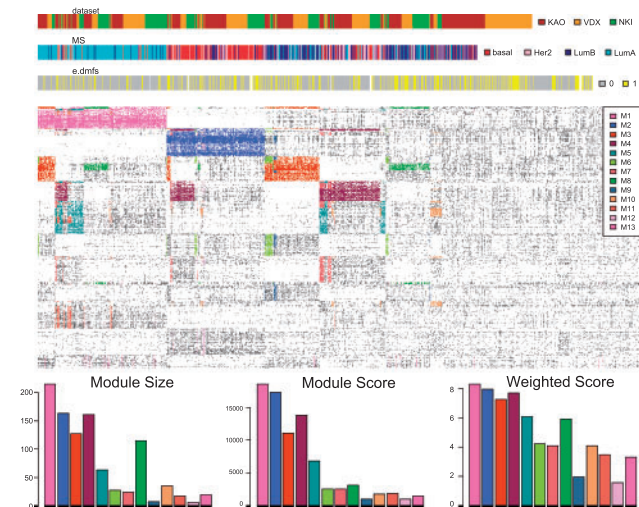 dataset
KAO VDX NKI
MS
basal Her2 LumB LumA
e.dmfs
0 1
M1
M2
M3
M4
M5
M6
M7
M8
M9
M10
M11
M12
M13
Module Size
200
150
100
50
0
Module Score
15000
10000
5000
0
Weighted Score
8
6
4
2
0